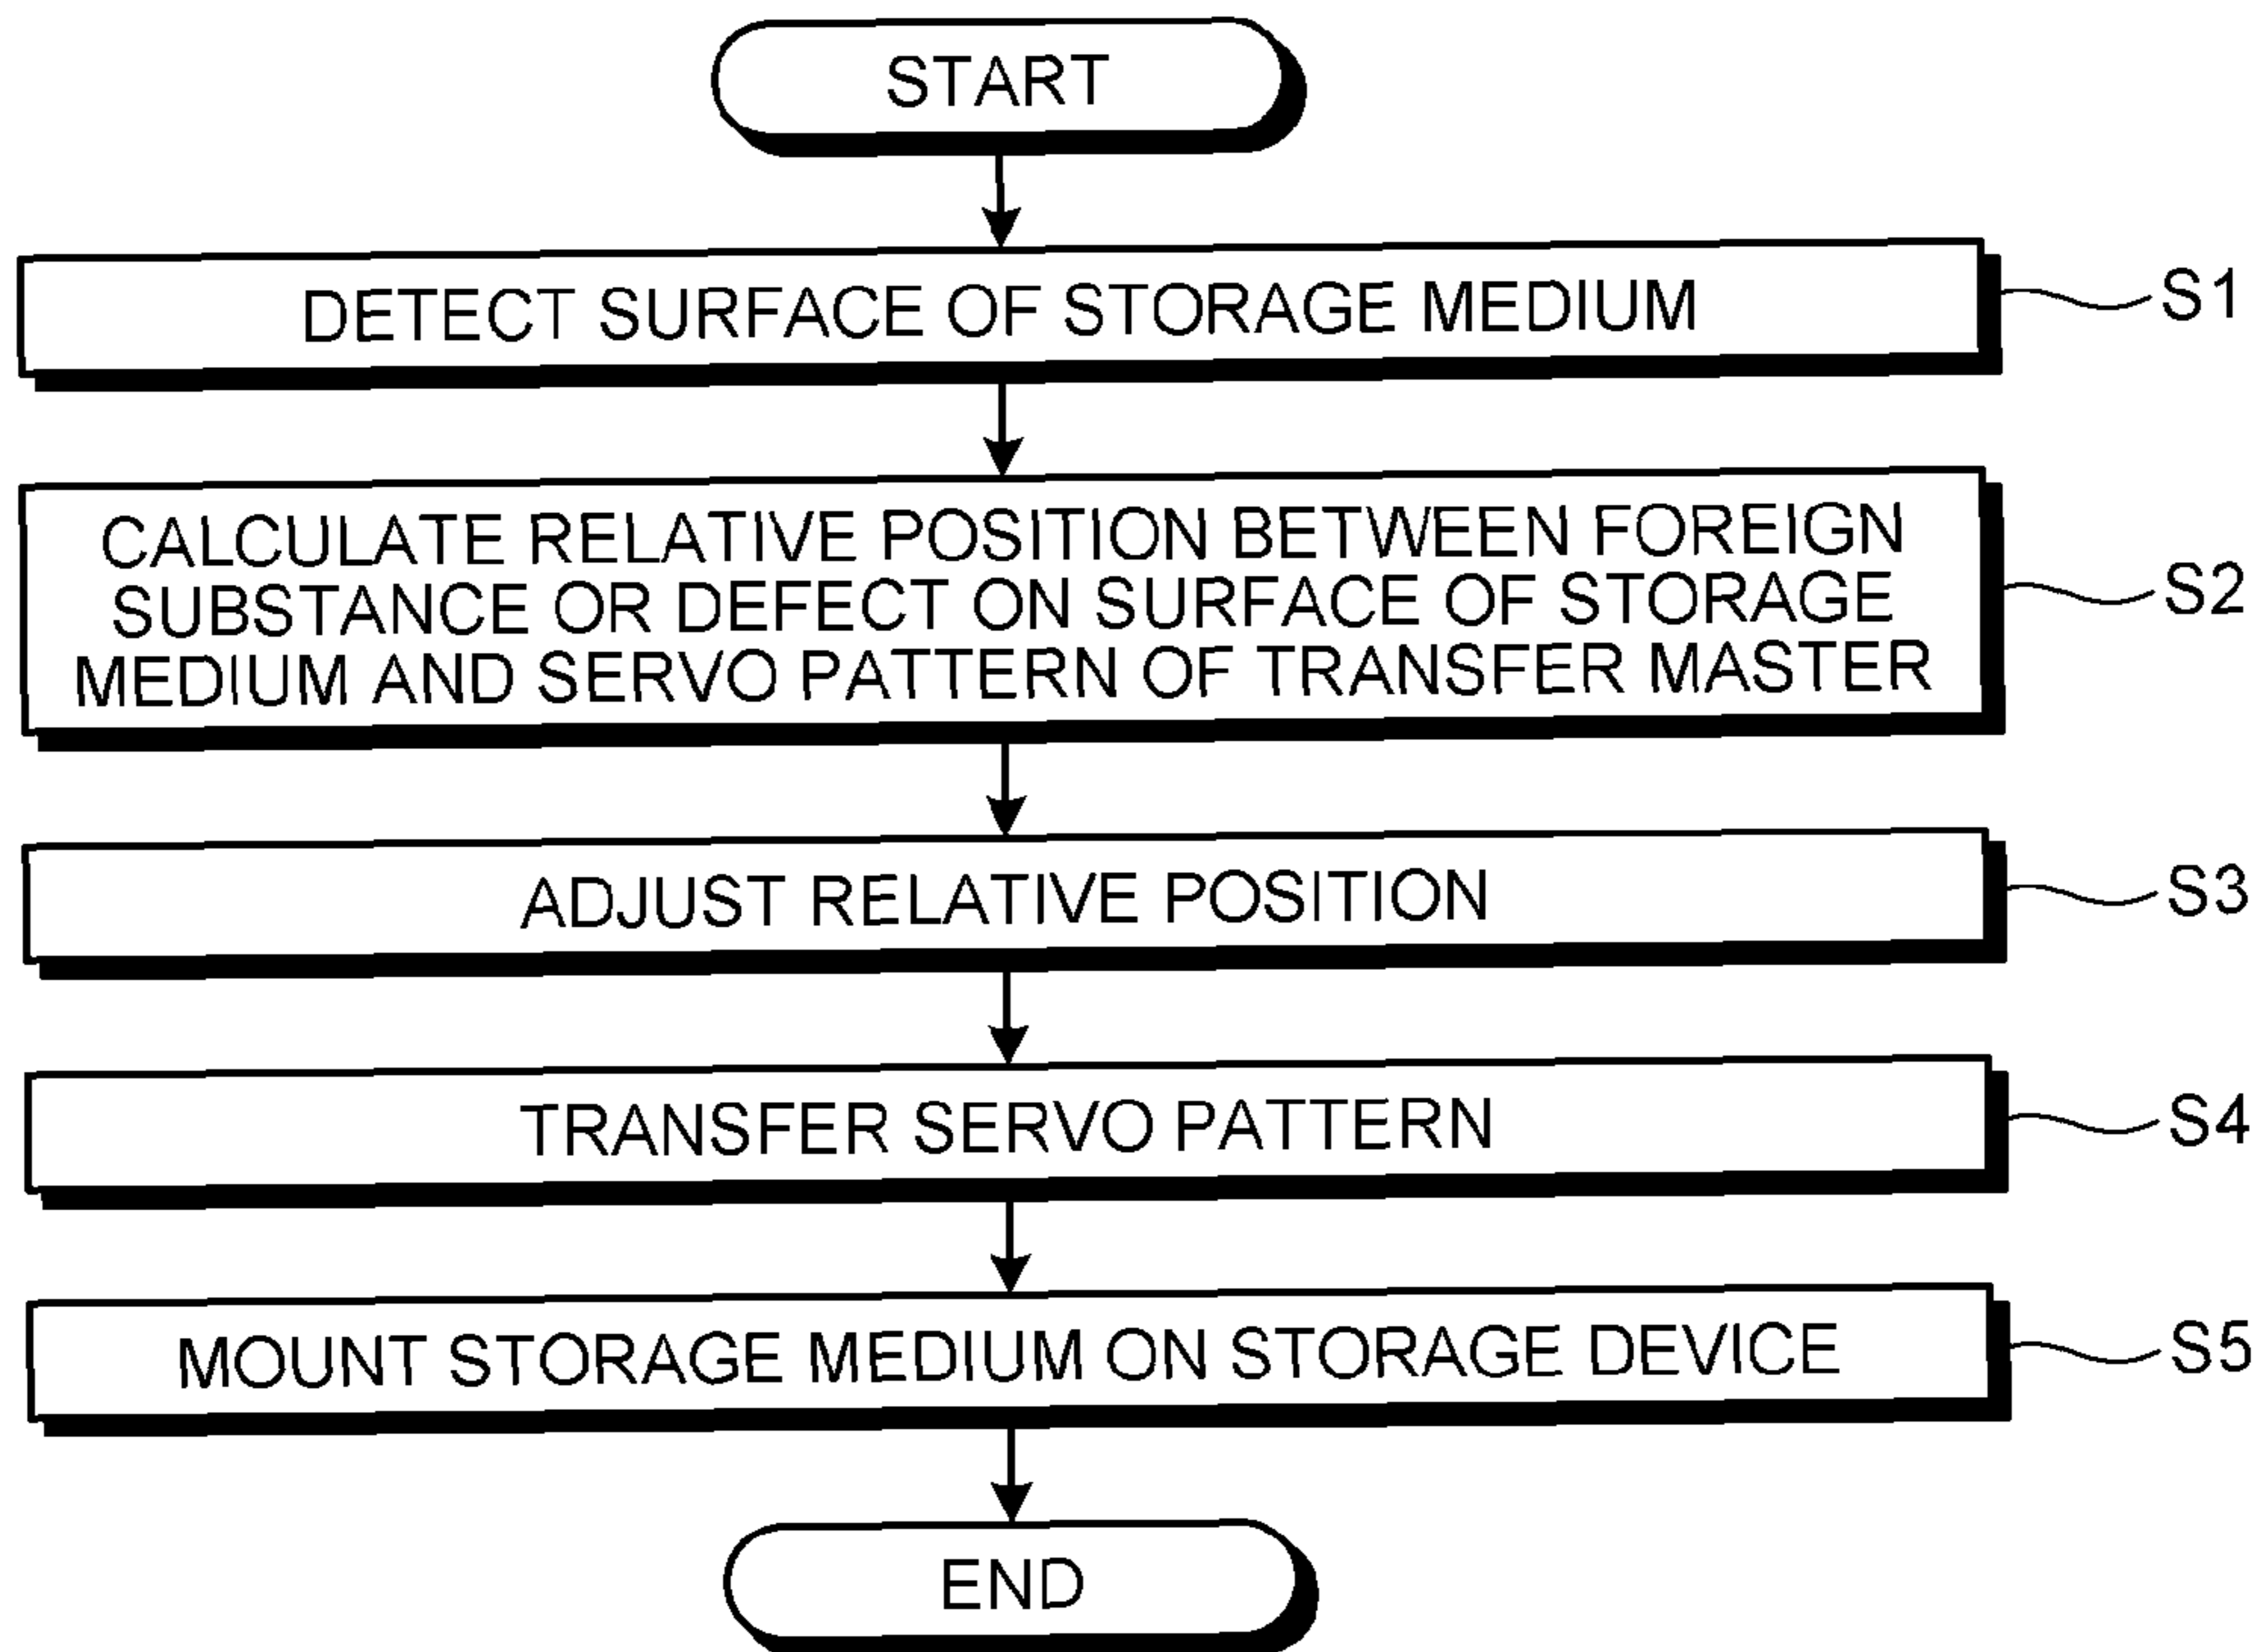 START
DETECT SURFACE OF STORAGE MEDIUM
S1
CALCULATE RELATIVE POSITION BETWEEN FOREIGN
SUBSTANCE OR DEFECT ON SURFACE OF STORAGE
MEDIUM AND SERVO PATTERN OF TRANSFER MASTER
S2
ADJUST RELATIVE POSITION
S3
TRANSFER SERVO PATTERN
S4
MOUNT STORAGE MEDIUM ON STORAGE DEVICE
S5
END